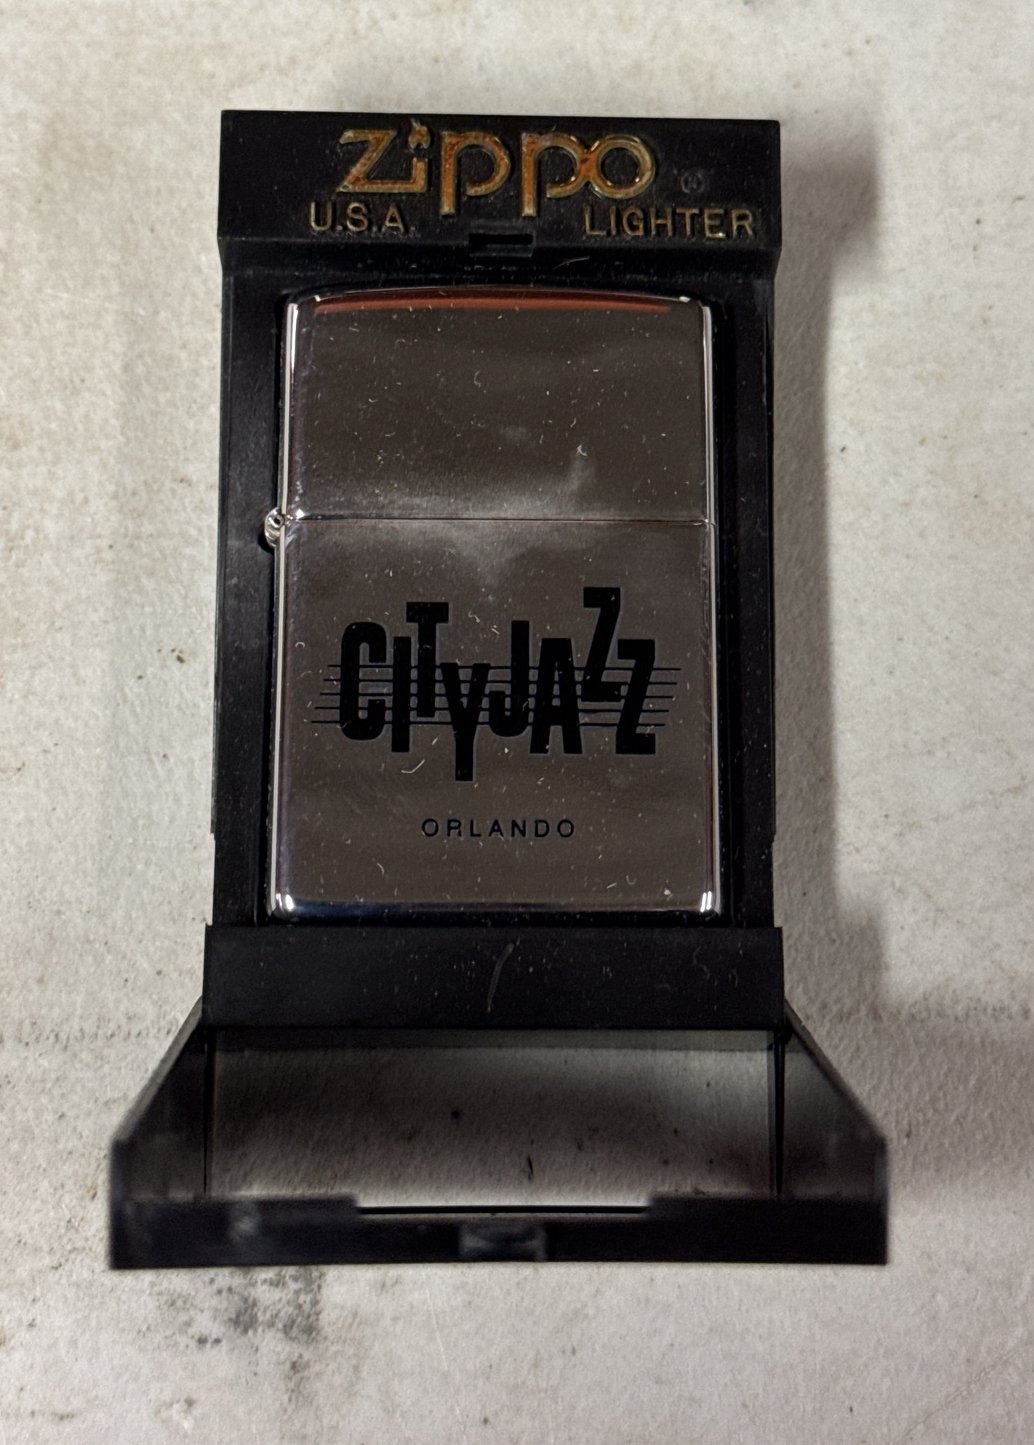 Zippo ®
U.S.A. LIGHTER
CITYJAZZ
ORLANDO